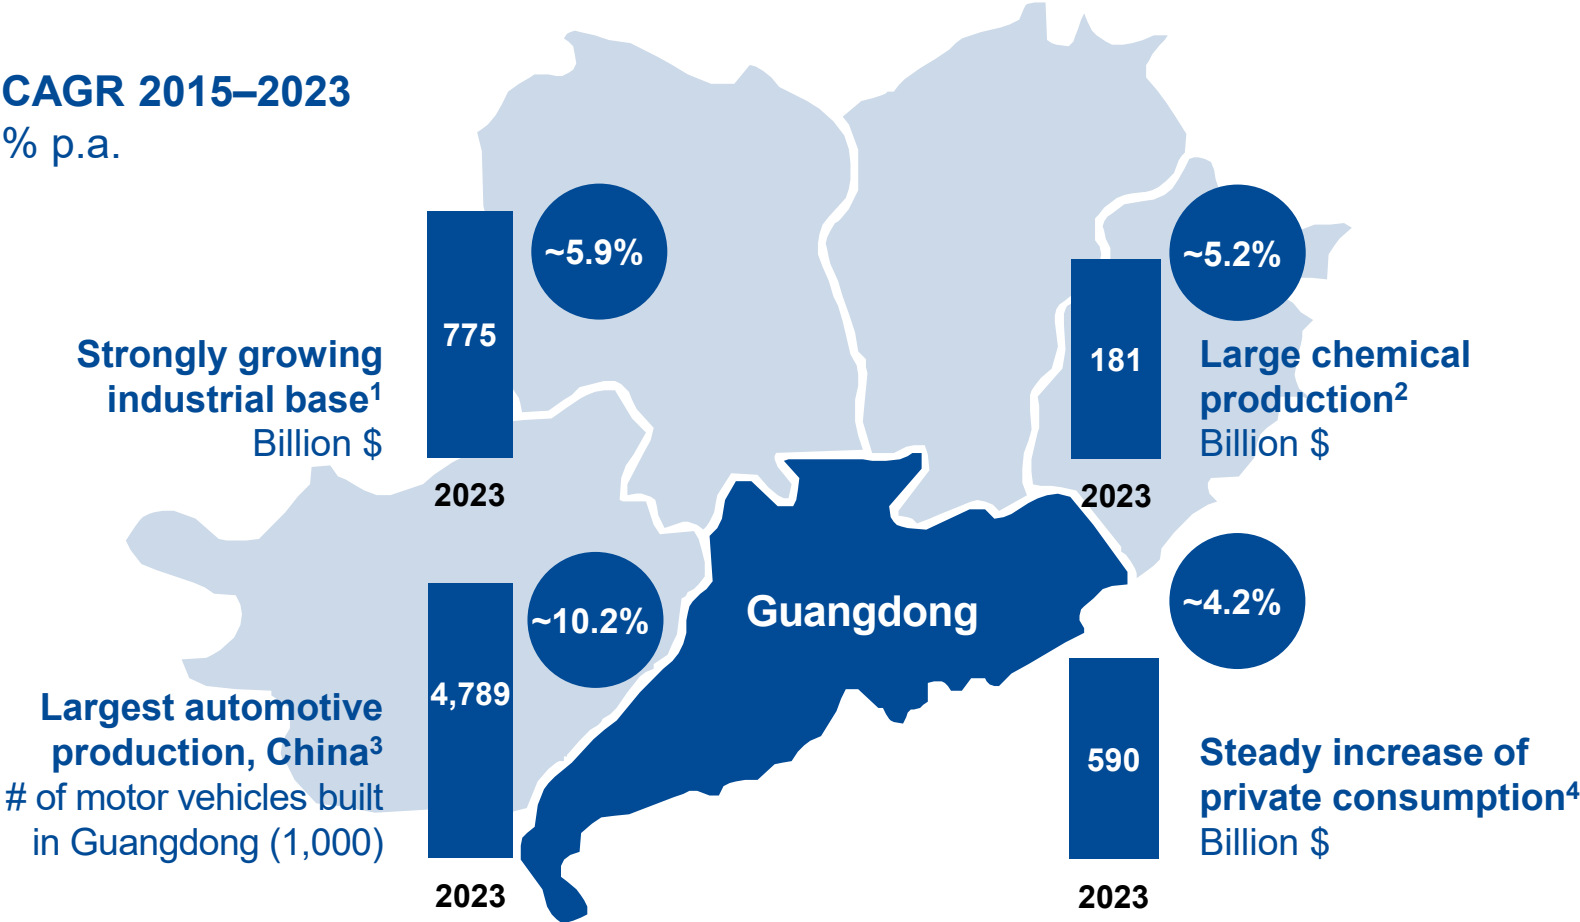 CAGR 2015–2023
% p.a.
~5.9%
775
Strongly growing
industrial base¹
Billion $
2023
~5.2%
181
Large chemical
production²
Billion $
2023
Guangdong
~10.2%
4,789
Largest automotive
production, China³
# of motor vehicles built
in Guangdong (1,000)
2023
~4.2%
590
Steady increase of
private consumption⁴
Billion $
2023